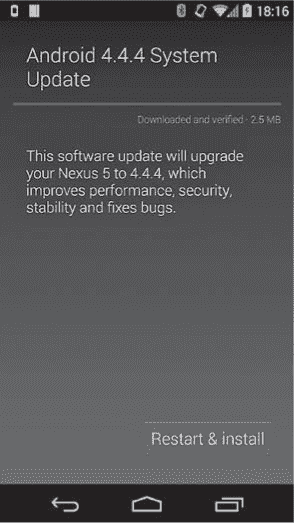 18:16
Android 4.4.4 System
Update
Downloaded and verified · 2.5 MB
This software update will upgrade
your Nexus 5 to 4.4.4, which
improves performance, security,
stability and fixes bugs.
Restart & install